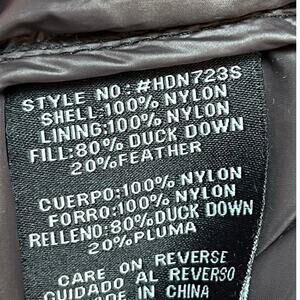 STYLE NO: #HDN723S
SHELL:100% NYLON
LINING:100% NYLON
FILL:80% DUCK DOWN
20%FEATHER
CUERPO:100% NYLON
FORRO:100% NYLON
RELLENO:80%DUCK DOWN
20%PLUMA
CARE ON REVERSE
CUIDADO AL REVERSO
MADE IN CHINA